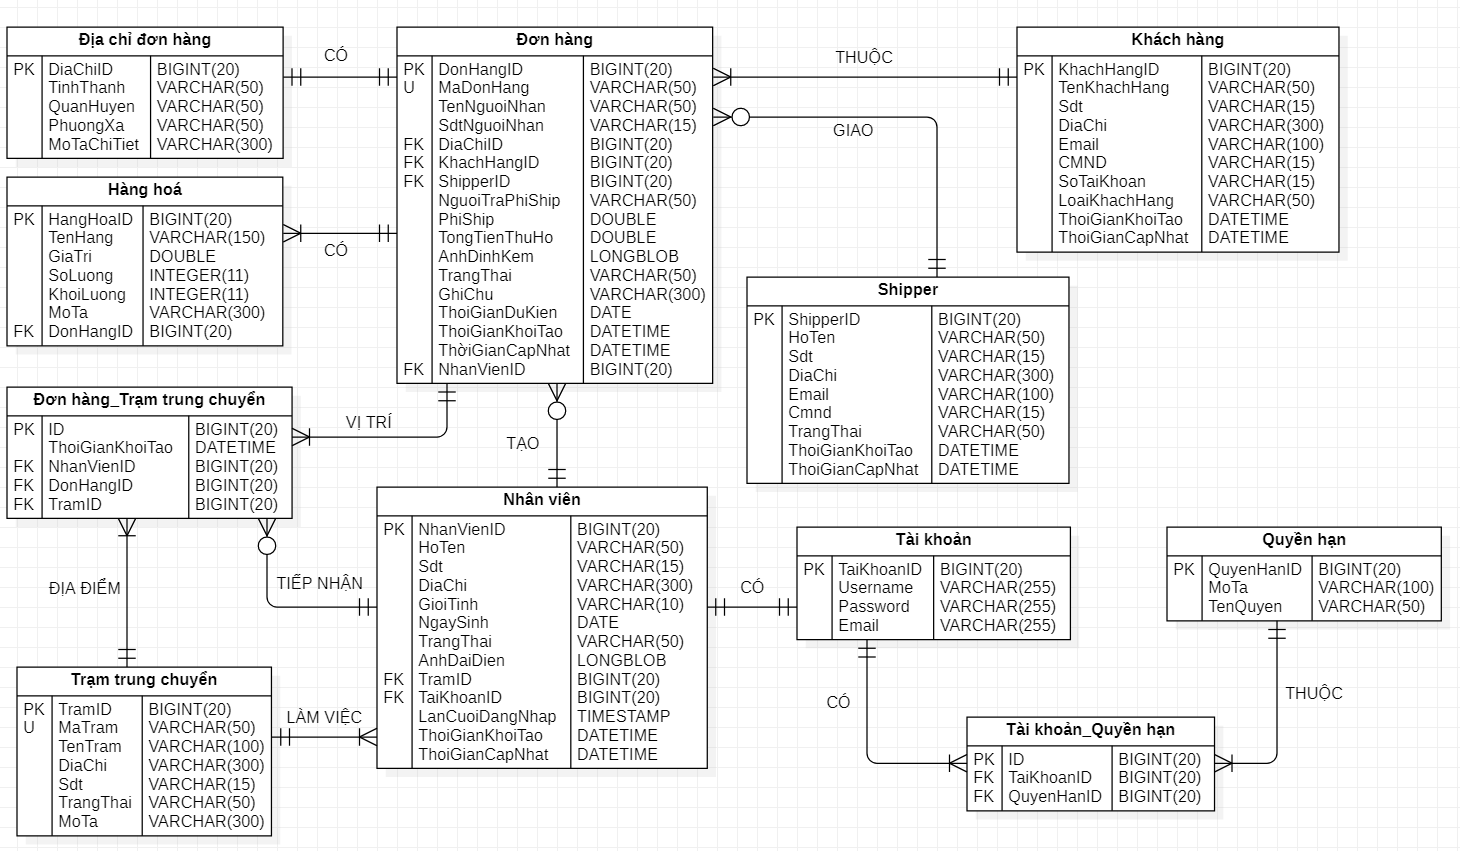 Địa chỉ đơn hàng
PK DiaChiID BIGINT(20)
TinhThanh VARCHAR(50)
QuanHuyen VARCHAR(50)
PhuongXa VARCHAR(50)
MoTaChiTiet VARCHAR(300)
CÓ
Đơn hàng
PK DonHangID BIGINT(20)
U MaDonHang VARCHAR(50)
TenNguoiNhan VARCHAR(50)
SdtNguoiNhan VARCHAR(15)
FK DiaChiID BIGINT(20)
FK KhachHangID BIGINT(20)
FK ShipperID BIGINT(20)
NguoiTraPhiShip VARCHAR(50)
PhiShip DOUBLE
TongTienThuHo DOUBLE
AnhDinhKem LONGBLOB
TrangThai VARCHAR(50)
GhiChu VARCHAR(300)
ThoiGianDuKien DATE
ThoiGianKhoiTao DATETIME
ThờiGianCapNhat DATETIME
FK NhanVienID BIGINT(20)
THUỘC
GIAO
Khách hàng
PK KhachHangID BIGINT(20)
TenKhachHang VARCHAR(50)
Sdt VARCHAR(15)
DiaChi VARCHAR(300)
Email VARCHAR(100)
CMND VARCHAR(15)
SoTaiKhoan VARCHAR(15)
LoaiKhachHang VARCHAR(50)
ThoiGianKhoiTao DATETIME
ThoiGianCapNhat DATETIME
Hàng hoá
PK HangHoaID BIGINT(20)
TenHang VARCHAR(150)
GiaTri DOUBLE
SoLuong INTEGER(11)
KhoiLuong INTEGER(11)
MoTa VARCHAR(300)
FK DonHangID BIGINT(20)
CÓ
Shipper
PK ShipperID BIGINT(20)
HoTen VARCHAR(50)
Sdt VARCHAR(15)
DiaChi VARCHAR(300)
Email VARCHAR(100)
Cmnd VARCHAR(15)
TrangThai VARCHAR(50)
ThoiGianKhoiTao DATETIME
ThoiGianCapNhat DATETIME
Đơn hàng_Trạm trung chuyển
PK ID BIGINT(20)
ThoiGianKhoiTao DATETIME
FK NhanVienID BIGINT(20)
FK DonHangID BIGINT(20)
FK TramID BIGINT(20)
VỊ TRÍ
TẠO
ĐỊA ĐIỂM
TIẾP NHẬN
Nhân viên
PK NhanVienID BIGINT(20)
HoTen VARCHAR(50)
Sdt VARCHAR(15)
DiaChi VARCHAR(300)
GioiTinh VARCHAR(10)
NgaySinh DATE
TrangThai VARCHAR(50)
AnhDaiDien LONGBLOB
FK TramID BIGINT(20)
FK TaiKhoanID BIGINT(20)
LanCuoiDangNhap TIMESTAMP
ThoiGianKhoiTao DATETIME
ThoiGianCapNhat DATETIME
CÓ
Tài khoản
PK TaiKhoanID BIGINT(20)
Username VARCHAR(255)
Password VARCHAR(255)
Email VARCHAR(255)
Quyền hạn
PK QuyenHanID BIGINT(20)
MoTa VARCHAR(100)
TenQuyen VARCHAR(50)
Trạm trung chuyển
PK TramID BIGINT(20)
U MaTram VARCHAR(50)
TenTram VARCHAR(100)
DiaChi VARCHAR(300)
Sdt VARCHAR(15)
TrangThai VARCHAR(50)
MoTa VARCHAR(300)
LÀM VIỆC
CÓ
THUỘC
Tài khoản_Quyền hạn
PK ID BIGINT(20)
FK TaiKhoanID BIGINT(20)
FK QuyenHanID BIGINT(20)